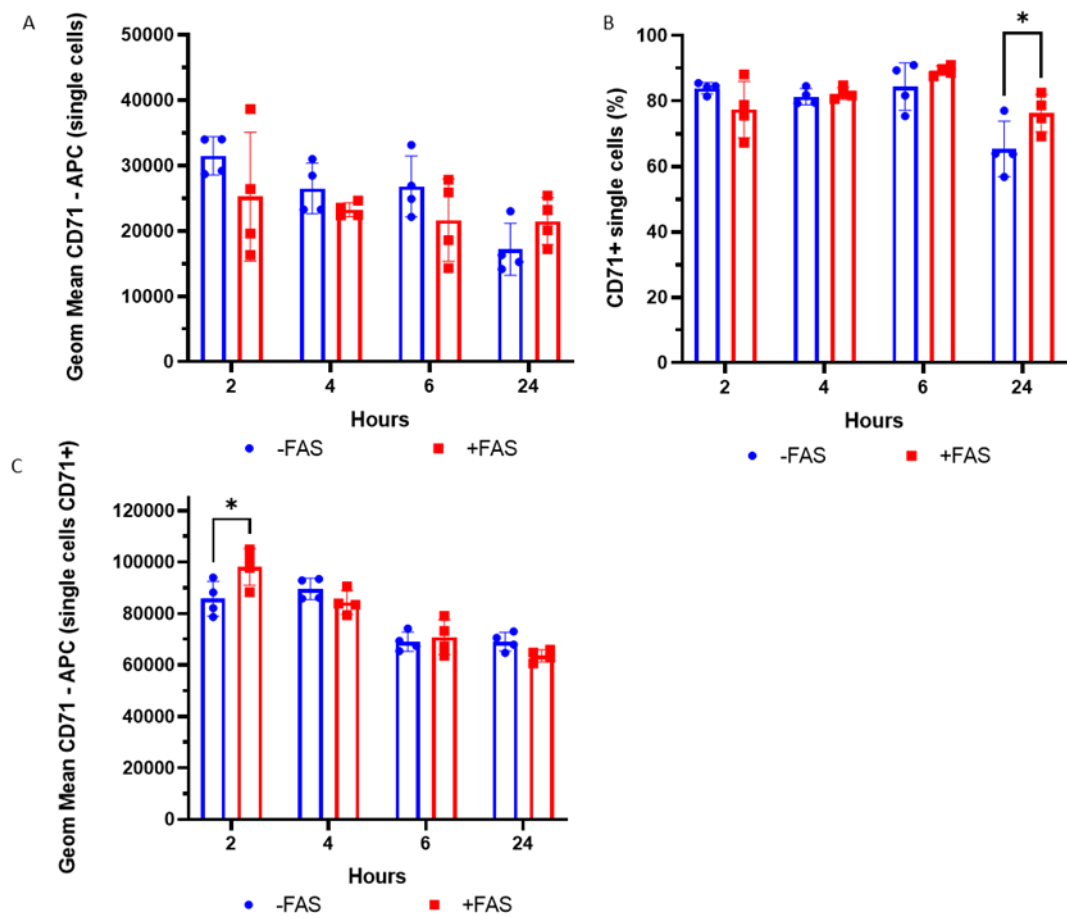 A
Geom Mean CD71 - APC (single cells)
50000
40000
30000
20000
10000
0
2 4 6 24
Hours
-FAS +FAS
B
CD71+ single cells (%)
100
80
60
40
20
0
*
2 4 6 24
Hours
-FAS +FAS
C
Geom Mean CD71 - APC (single cells CD71+)
120000
100000
80000
60000
40000
20000
0
*
2 4 6 24
Hours
-FAS +FAS